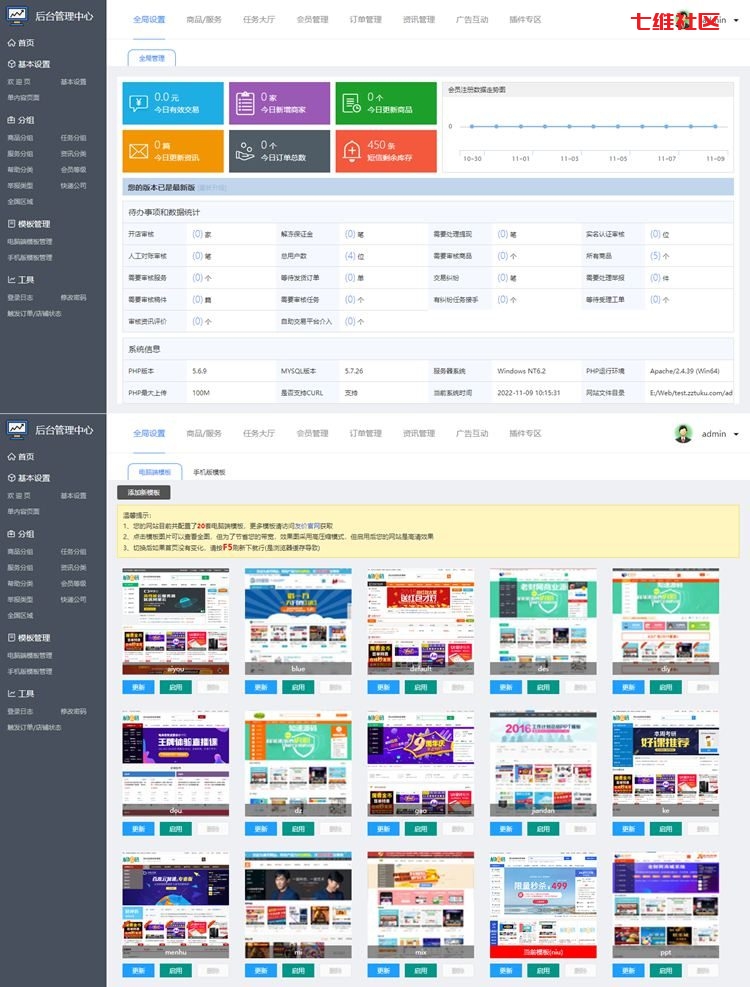 后台管理中心
全局设置 商品/服务 任务大厅 会员管理 订单管理 资讯管理 广告互动 插件专区
七维社区
首页
基本设置
欢迎页 基本设置
单内容页面
分组
商品分组 任务分组
服务分组 资讯分类
帮助分类 会员等级
举报类型 快递公司
全国区域
模板管理
电脑端模板管理
手机版模板管理
工具
登录日志 修改密码
触发订单/店铺状态
全局管理
0.0 元
今日有效交易
0 家
今日新增商家
0 个
今日更新商品
0 篇
今日更新资讯
0 个
今日订单总数
450 条
短信剩余库存
会员注册数据走势图
0
10-30 11-01 11-03 11-05 11-07 11-09
您的版本已是最新版
待办事项和数据统计
开店审核 (0) 家 解冻保证金 (0) 笔 需要处理提现 (0) 笔 实名认证审核 (0) 位
人工对账审核 (0) 笔 总用户数 (4) 位 需要审核商品 (0) 个 所有商品 (5) 个
需要审核服务 (0) 个 等待发货订单 (0) 单 交易纠纷 (0) 笔 需要处理举报 (0) 件
需要审核稿件 (0) 篇 需要审核任务 (0) 个 有纠纷任务接手 (0) 个 等待受理工单 (0) 个
审核资讯评价 (0) 个 自助交易平台介入 (0) 个
系统信息
PHP版本 5.6.9 MYSQL版本 5.7.26 服务器系统 Windows NT6.2 PHP运行环境 Apache/2.4.39 (Win64)
PHP最大上传 100M 是否支持CURL 支持 当前系统时间 2022-11-09 10:15:31 网站文件目录 E:/Web/test.zztuku.com/ad
后台管理中心
全局设置 商品/服务 任务大厅 会员管理 订单管理 资讯管理 广告互动 插件专区
admin
首页
基本设置
欢迎页 基本设置
单内容页面
分组
商品分组 任务分组
服务分组 资讯分类
帮助分类 会员等级
举报类型 快递公司
全国区域
模板管理
电脑端模板管理
手机版模板管理
工具
登录日志 修改密码
触发订单/店铺状态
电脑端模板 手机版模板
添加新模板
温馨提示：
1、您的网站目前共配置了20套电脑端模板，更多模板请访问友价官网获取
2、点击模板图片可以查看全图，但为了节省您的带宽，效果图采用高压缩模式，但启用后您的网站是高清效果
3、切换后如果首页没有变化，请按F5刷新下就行(是浏览器缓存导致)
aiyou blue default des diy
更新 启用 删除 更新 启用 删除 更新 启用 删除 更新 启用 删除 更新 启用 删除
王牌体验直播课
9周年庆
2016工作计划总结PPT模板
本周考研
好课推荐
dou dz gao jiandan ke
更新 启用 删除 更新 启用 删除 更新 启用 删除 更新 启用 删除 更新 启用 删除
限量秒杀¥499
menhu mi mix 当前模板(niu) ppt
更新 启用 删除 更新 启用 删除 更新 启用 删除 更新 启用 删除 更新 启用 删除